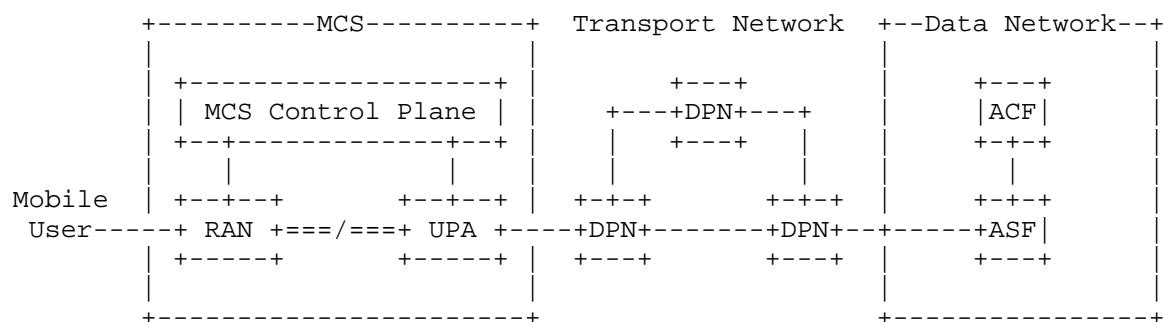 MCS Transport Network Data Network
DPN ACF
MCS Control Plane
Mobile
User RAN UPA DPN DPN ASF